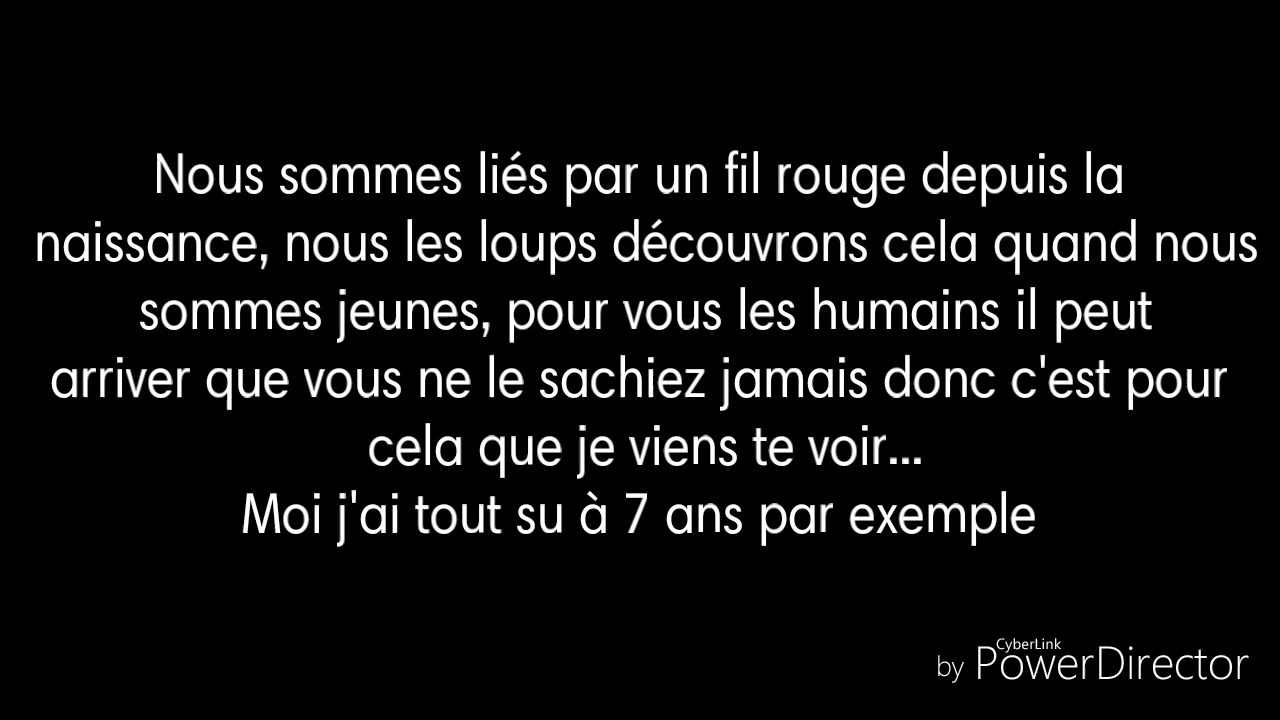 Nous sommes liés par un fil rouge depuis la
naissance, nous les loups découvrons cela quand nous
sommes jeunes, pour vous les humains il peut
arriver que vous ne le sachiez jamais donc c'est pour
cela que je viens te voir...
Moi j'ai tout su à 7 ans par exemple
CyberLink
by PowerDirector